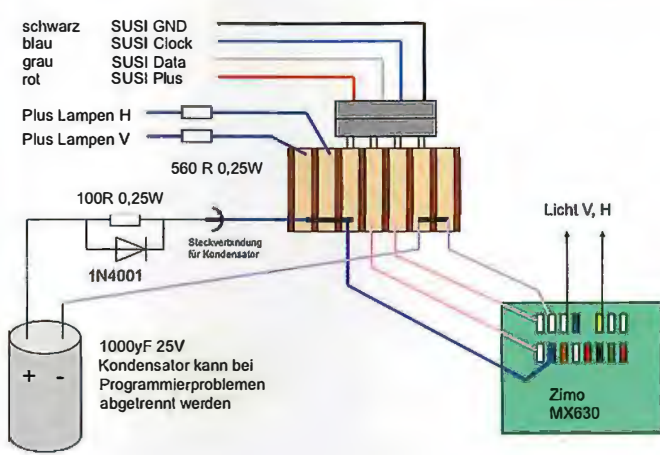 schwarz SUSI GND
blau SUSI Clock
grau SUSI Data
rot SUSI Plus
Plus Lampen H
Plus Lampen V
560 R 0,25W
100R 0,25W
1N4001
Steckverbindung
für Kondensator
Licht V, H
1000yF 25V
Kondensator kann bei
Programmierproblemen
abgetrennt werden
+ -
Zimo
MX630